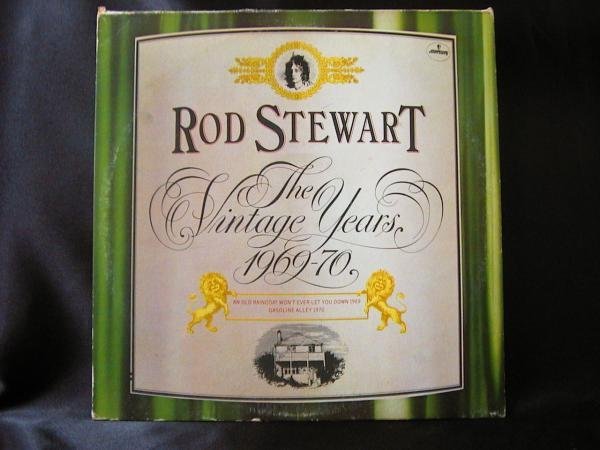 mercury
ROD STEWART
The
Vintage Years
1969-70
AN OLD RAINCOAT WON'T EVER LET YOU DOWN 1969
GASOLINE ALLEY 1970